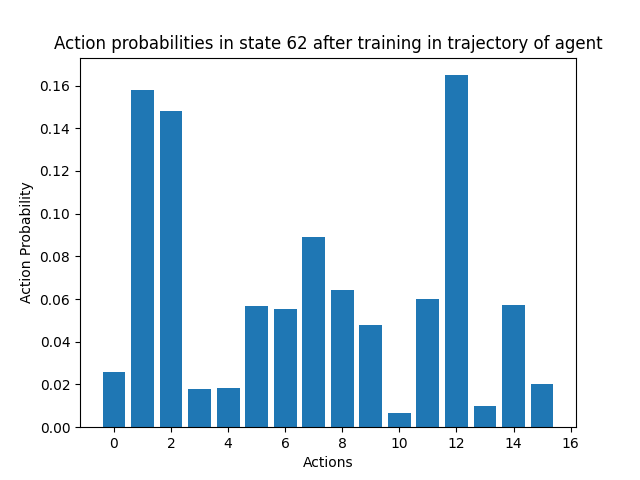 Action probabilities in state 62 after training in trajectory of agent
0.16
0.14
0.12
0.10
0.08
0.06
0.04
0.02
0.00
Action Probability
0 2 4 6 8 10 12 14 16
Actions